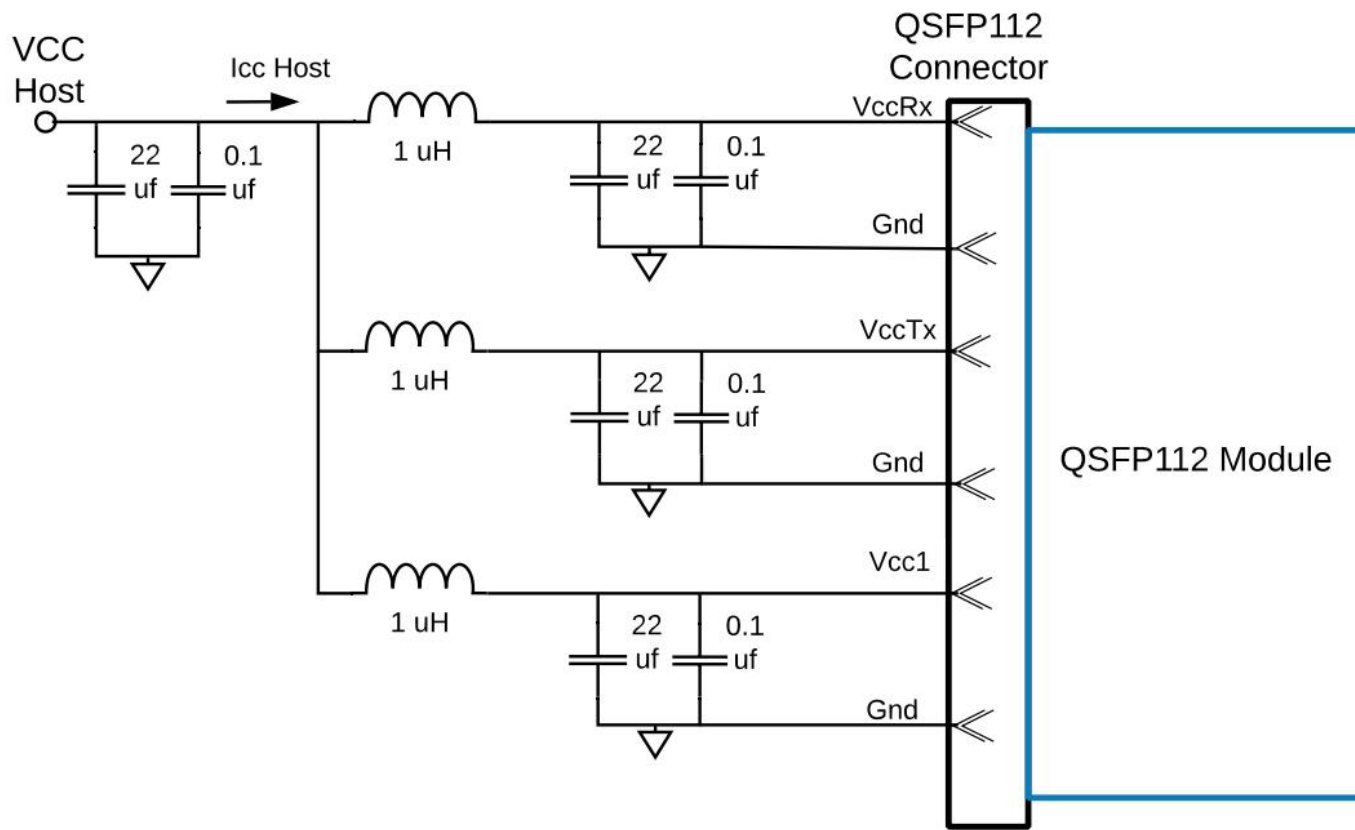 QSFP112
Connector
VCC
Host
Icc Host
VccRx
22
uf
0.1
uf
1 uH
22
uf
0.1
uf
Gnd
VccTx
1 uH
22
uf
0.1
uf
Gnd
QSFP112 Module
Vcc1
1 uH
22
uf
0.1
uf
Gnd